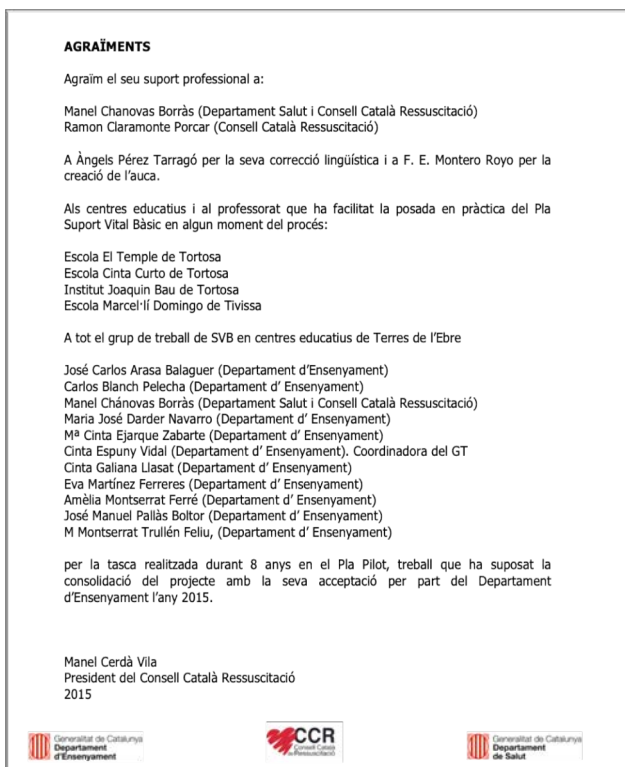 AGRAÏMENTS
Agraïm el seu suport professional a:
Manel Chanovas Borràs (Departament Salut i Consell Català Ressuscitació)
Ramon Claramonte Porcar (Consell Català Ressuscitació)
A Àngels Pérez Tarragó per la seva correcció lingüística i a F. E. Montero Royo per la
creació de l’auca.
Als centres educatius i al professorat que ha facilitat la posada en pràctica del Pla
Suport Vital Bàsic en algun moment del procés:
Escola El Temple de Tortosa
Escola Cinta Curto de Tortosa
Institut Joaquin Bau de Tortosa
Escola Marcel·lí Domingo de Tivissa
A tot el grup de treball de SVB en centres educatius de Terres de l’Ebre
José Carlos Arasa Balaguer (Departament d’Ensenyament)
Carlos Blanch Pelecha (Departament d’ Ensenyament)
Manel Chánovas Borràs (Departament Salut i Consell Català Ressuscitació)
Maria José Darder Navarro (Departament d’ Ensenyament)
Mª Cinta Ejarque Zabarte (Departament d’ Ensenyament)
Cinta Espuny Vidal (Departament d’ Ensenyament). Coordinadora del GT
Cinta Galiana Llasat (Departament d’ Ensenyament)
Eva Martínez Ferreres (Departament d’ Ensenyament)
Amèlia Montserrat Ferré (Departament d’ Ensenyament)
José Manuel Pallàs Boltor (Departament d’ Ensenyament)
M Montserrat Trullén Feliu, (Departament d’ Ensenyament)
per la tasca realitzada durant 8 anys en el Pla Pilot, treball que ha suposat la
consolidació del projecte amb la seva acceptació per part del Departament
d’Ensenyament l’any 2015.
Manel Cerdà Vila
President del Consell Català Ressuscitació
2015
Generalitat de Catalunya
Departament
d’Ensenyament
CCR
Consell Català
de Ressuscitació
Generalitat de Catalunya
Departament
de Salut